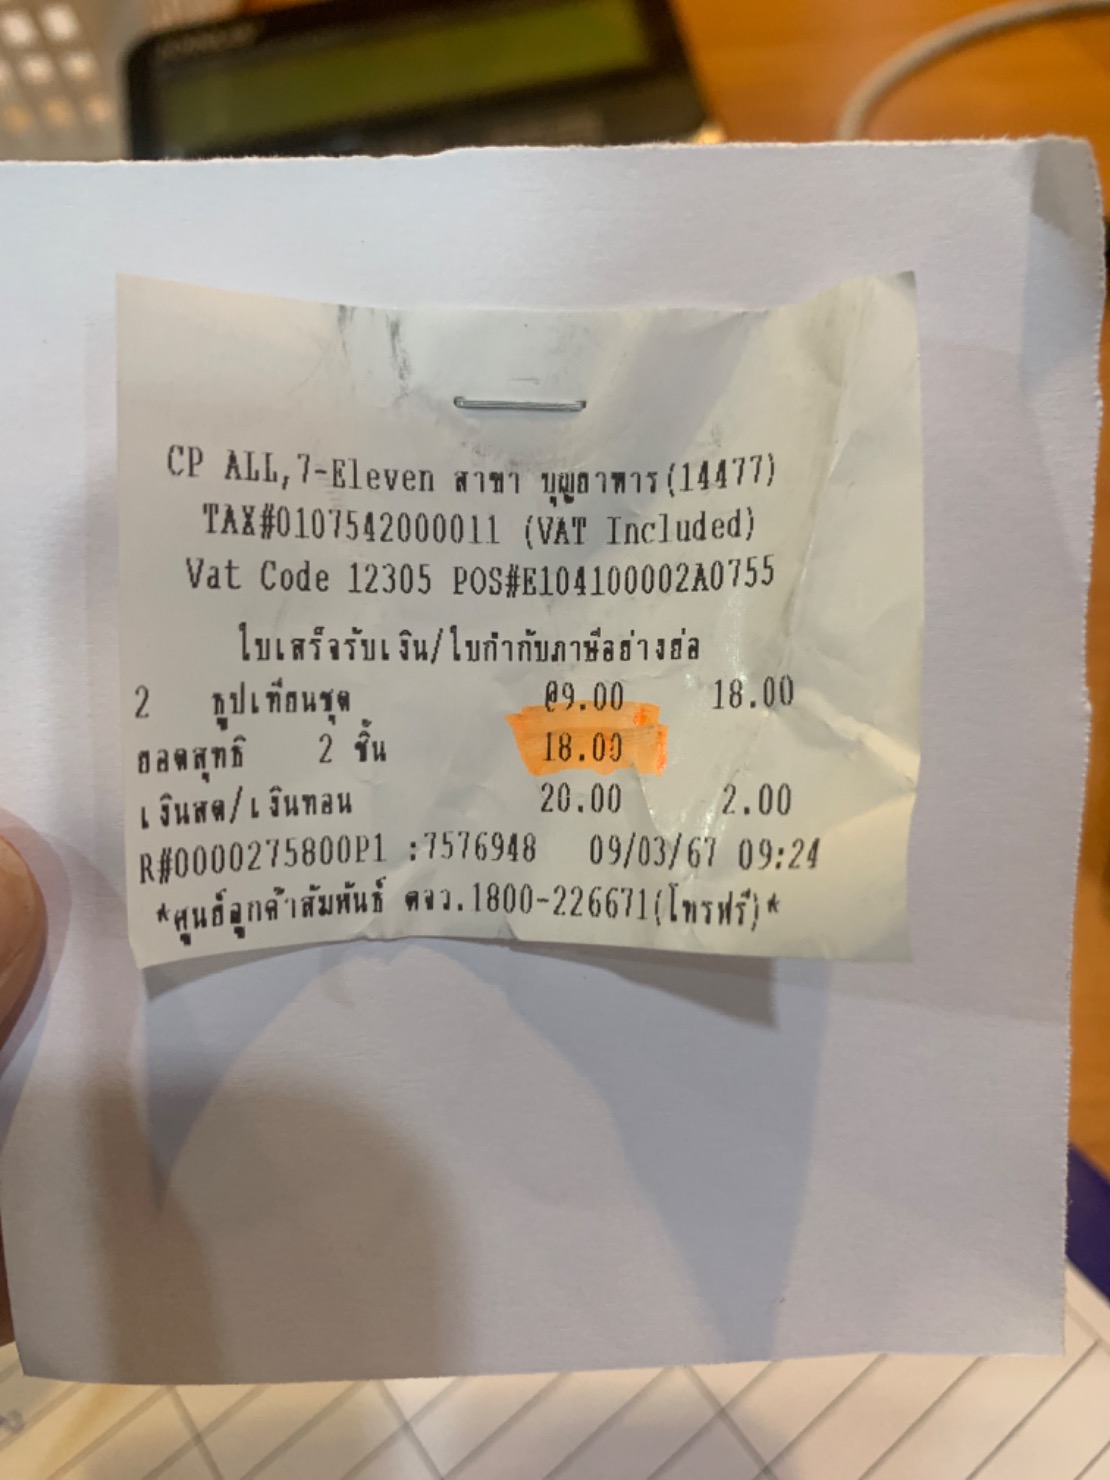 CP ALL,7-Eleven สาขา บุญอาหาร(14477)
TAX#0107542000011 (VAT Included)
Vat Code 12305 POS#E104100002A0755
ใบเสร็จรับเงิน/ใบกำกับภาษีอย่างย่อ
2 ธูปเทียนชุด @9.00 18.00
ยอดสุทธิ 2 ชิ้น 18.00
เงินสด/เงินทอน 20.00 2.00
R#0000275800P1 :7576948 09/03/67 09:24
*ศูนย์ลูกค้าสัมพันธ์ ตจว.1800-226671(โทรฟรี)*